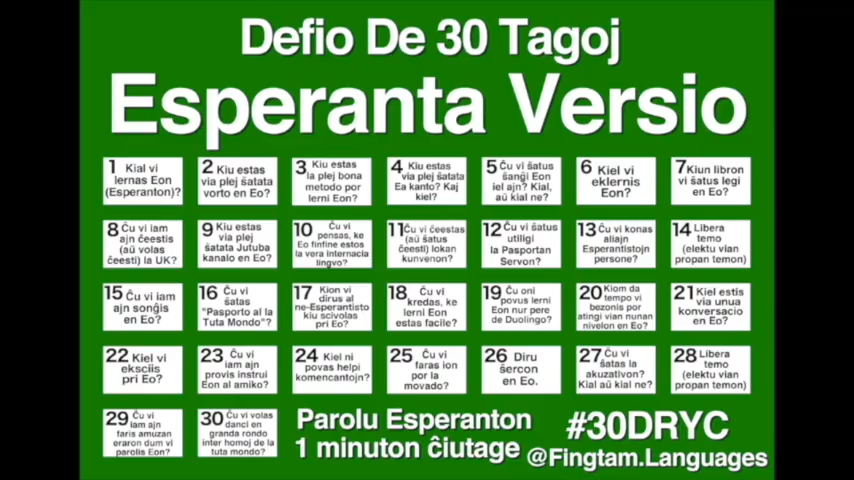 Defio De 30 Tagoj
Esperanta Versio
1 Kial vi
lernas Eon
(Esperanton)?
2 Kiu estas
via plej ŝatata
vorto en Eo?
3 Kiu estas
la plej bona
metodo por
lerni Eon?
4 Kiu estas
via plej ŝatata
Ea kanto? Kaj
kiel?
5 Ĉu vi ŝatus
ŝanĝi Eon
iel ajn? Kial,
aŭ kial ne?
6 Kiel vi
eklernis
Eon?
7 Kiun libron
vi ŝatus legi
en Eo?
8 Ĉu vi iam
ajn ĉeestis
(aŭ volas
ĉeesti) la UK?
9 Kiu estas
via plej
ŝatata Jutuba
kanalo en Eo?
10 Ĉu vi
pensas, ke
Eo finfine estos
la vera internacia
lingvo?
11 Ĉu vi ĉeestas
(aŭ ŝatus
ĉeesti) lokan
kunvenon?
12 Ĉu vi ŝatus
utiligi
la Pasportan
Servon?
13 Ĉu vi konas
aliajn
Esperantistojn
persone?
14 Libera
temo
(elektu vian
propan temon)
15 Ĉu vi iam
ajn sonĝis
en Eo?
16 Ĉu vi
ŝatas
"Pasporto al la
Tuta Mondo"?
17 Kion vi
dirus al
ne-Esperantisto
kiu scivolas
pri Eo?
18 Ĉu vi
kredas, ke
lerni Eon
estas facile?
19 Ĉu oni
povus lerni
Eon nur pere
de Duolingo?
20 Kiom da
tempo vi
bezonis por
atingi vian nunan
nivelon en Eo?
21 Kiel estis
via unua
konversacio
en Eo?
22 Kiel vi
eksciis
pri Eo?
23 Ĉu vi
iam ajn
provis instrui
Eon al amiko?
24 Kiel ni
povas helpi
komencantojn?
25 Ĉu vi
faras ion
por la
movado?
26 Diru
ŝercon
en Eo.
27 Ĉu vi
ŝatas la
akuzativon?
Kial aŭ kial ne?
28 Libera
temo
(elektu vian
propan temon)
29 Ĉu vi
iam ajn
faris amuzan
eraron dum vi
parolis Eon?
30 Ĉu vi volas
danci en
granda rondo
inter homoj de la
tuta mondo?
Parolu Esperanton
1 minuton ĉiutage
#30DRYC
@Fingtam.Languages